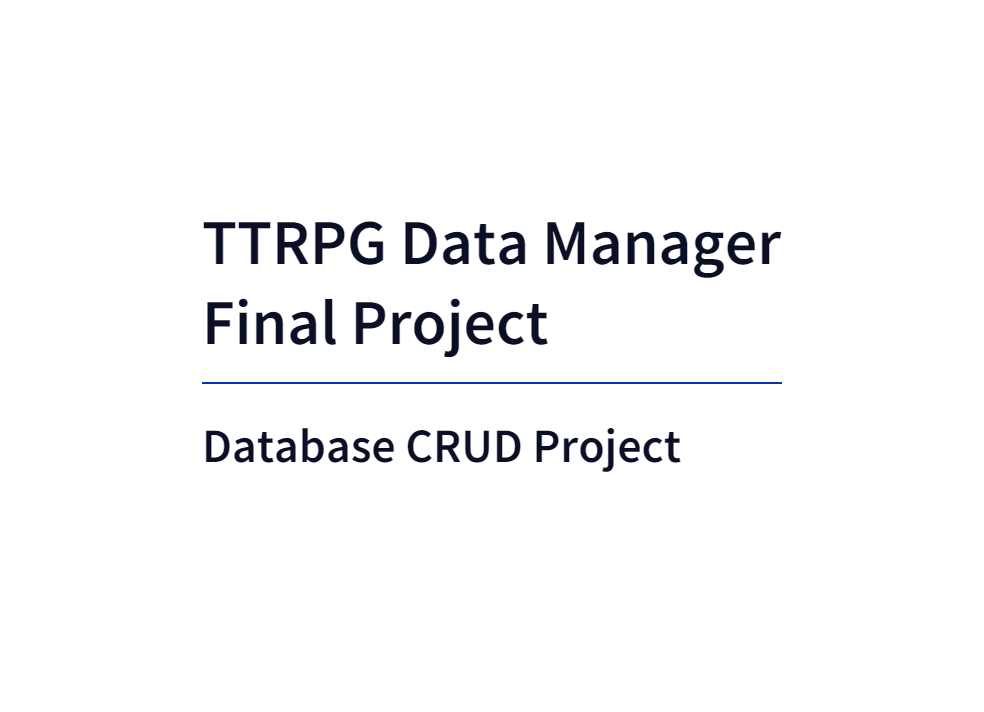 TTRPG Data Manager
Final Project
Database CRUD Project